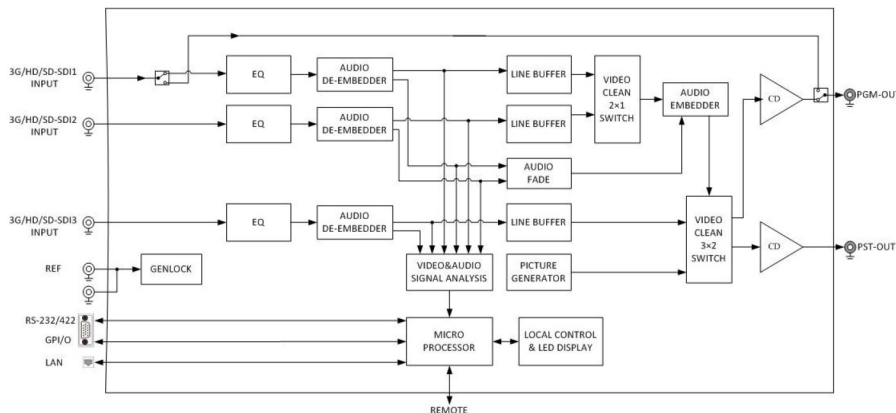 3G/HD/SD-SDI1
INPUT
EQ
AUDIO
DE-EMBEDDER
LINE BUFFER
VIDEO
CLEAN
2×1
SWITCH
AUDIO
EMBEDDER
CD
PGM-OUT
3G/HD/SD-SDI2
INPUT
EQ
AUDIO
DE-EMBEDDER
LINE BUFFER
AUDIO
FADE
3G/HD/SD-SDI3
INPUT
EQ
AUDIO
DE-EMBEDDER
LINE BUFFER
VIDEO
CLEAN
3×2
SWITCH
CD
PST-OUT
REF
GENLOCK
VIDEO&AUDIO
SIGNAL ANALYSIS
PICTURE
GENERATOR
RS-232/422
GPI/O
LAN
MICRO
PROCESSOR
LOCAL CONTROL
& LED DISPLAY
REMOTE